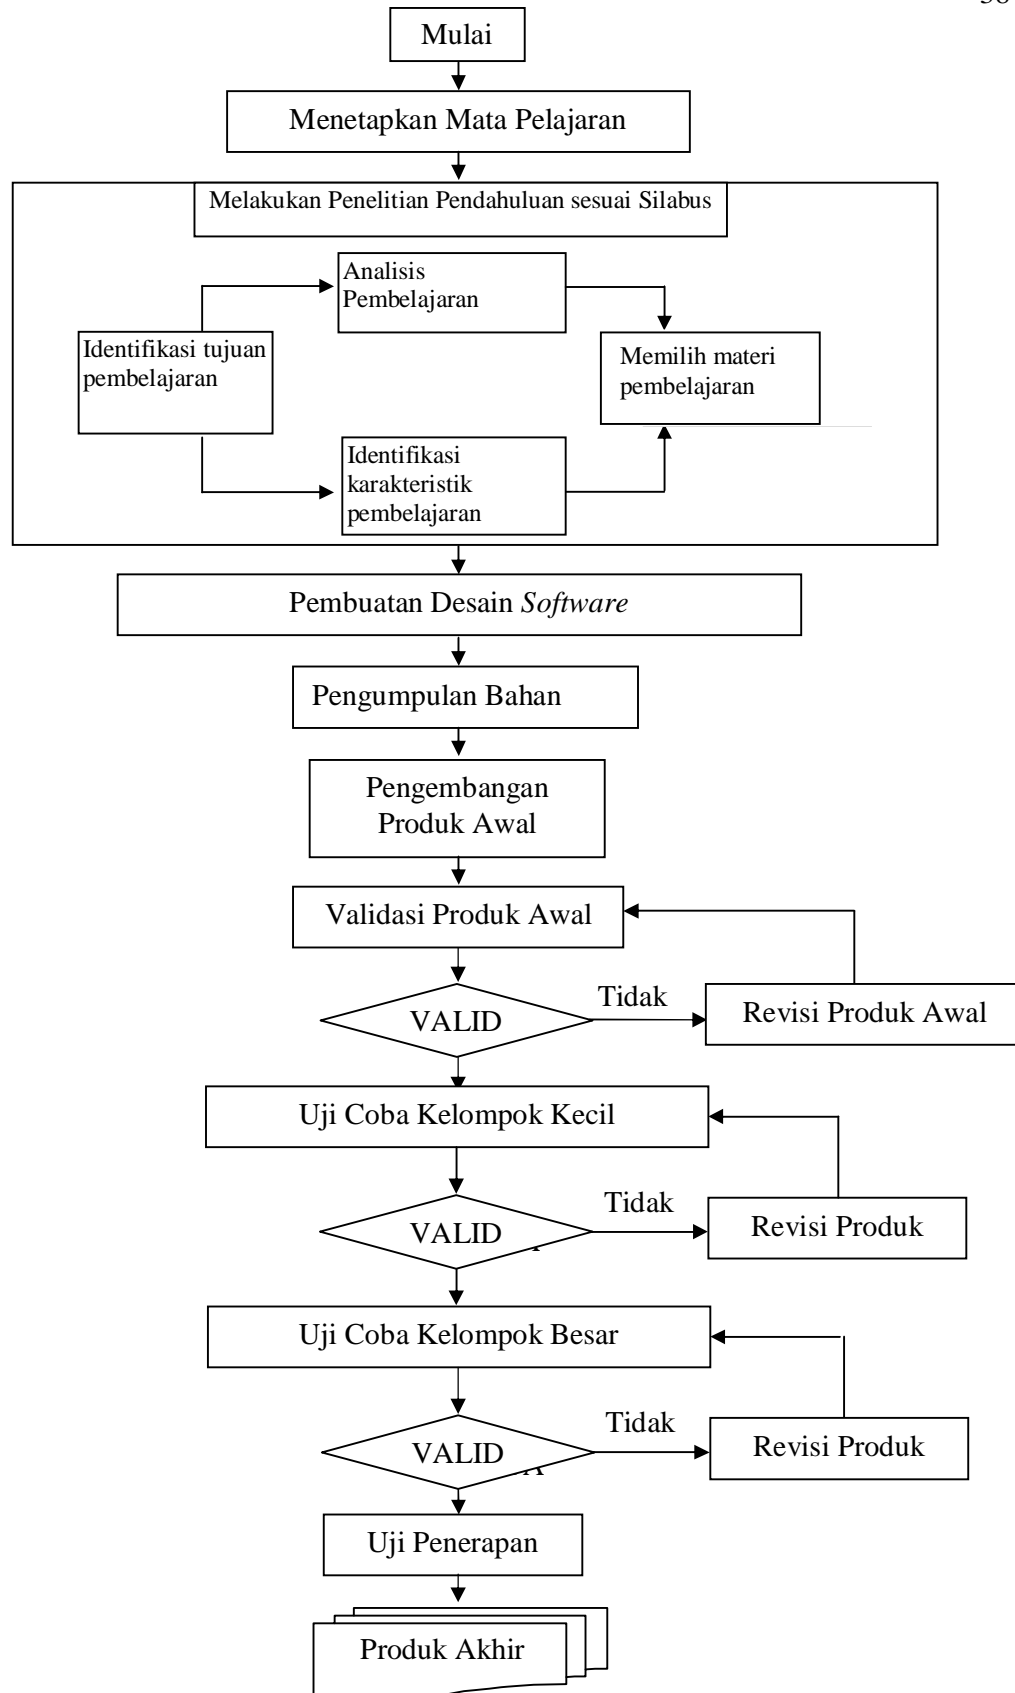 Mulai
Menetapkan Mata Pelajaran
Melakukan Penelitian Pendahuluan sesuai Silabus
Analisis
Pembelajaran
Identifikasi tujuan
pembelajaran
Memilih materi
pembelajaran
Identifikasi
karakteristik
pembelajaran
Pembuatan Desain Software
Pengumpulan Bahan
Pengembangan
Produk Awal
Validasi Produk Awal
VALID
Tidak
Revisi Produk Awal
Uji Coba Kelompok Kecil
VALID
Tidak
Revisi Produk
Uji Coba Kelompok Besar
VALID
Tidak
Revisi Produk
Uji Penerapan
Produk Akhir